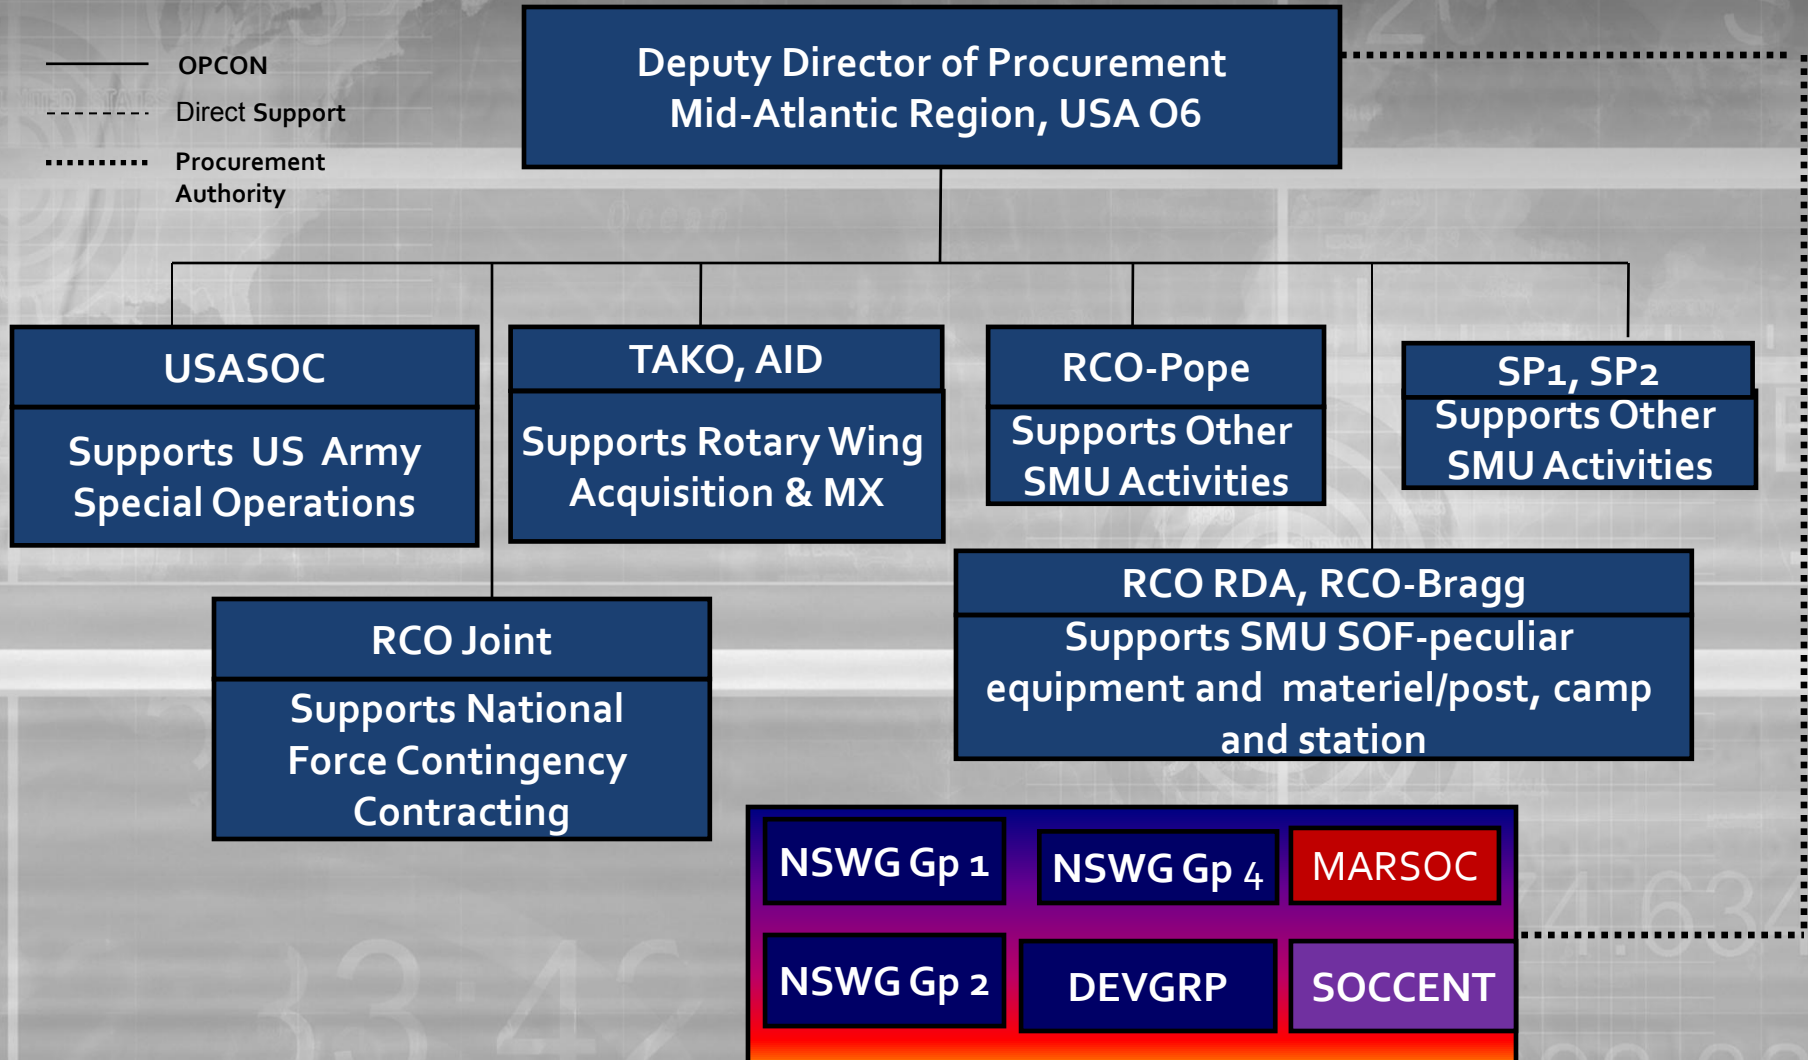 OPCON
Direct Support
Procurement
Authority
Deputy Director of Procurement
Mid-Atlantic Region, USA O6
USASOC
Supports US Army
Special Operations
TAKO, AID
Supports Rotary Wing
Acquisition & MX
RCO-Pope
Supports Other
SMU Activities
SP1, SP2
Supports Other
SMU Activities
RCO Joint
Supports National
Force Contingency
Contracting
RCO RDA, RCO-Bragg
Supports SMU SOF-peculiar
equipment and materiel/post, camp
and station
NSWG Gp 1
NSWG Gp 4
MARSOC
NSWG Gp 2
DEVGRP
SOCCENT